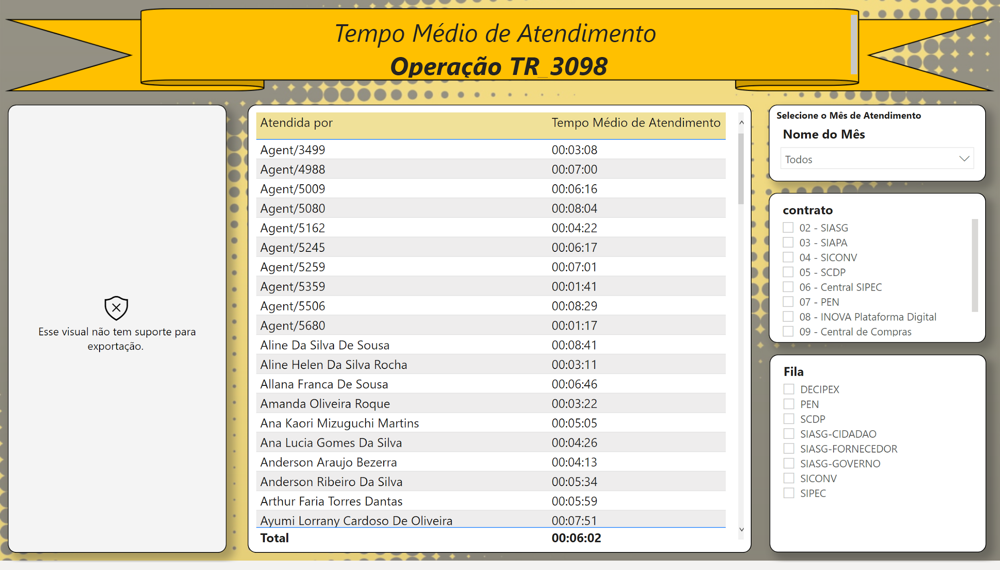 Tempo Médio de Atendimento
Operação TR_3098
Esse visual não tem suporte para
exportação.
Atendida por Tempo Médio de Atendimento
Agent/3499 00:03:08
Agent/4988 00:07:00
Agent/5009 00:06:16
Agent/5080 00:08:04
Agent/5162 00:04:22
Agent/5245 00:06:17
Agent/5259 00:07:01
Agent/5359 00:01:41
Agent/5506 00:08:29
Agent/5680 00:01:17
Aline Da Silva De Sousa 00:08:41
Aline Helen Da Silva Rocha 00:03:11
Allana Franca De Sousa 00:06:46
Amanda Oliveira Roque 00:03:22
Ana Kaori Mizuguchi Martins 00:05:05
Ana Lucia Gomes Da Silva 00:04:26
Anderson Araujo Bezerra 00:04:13
Anderson Ribeiro Da Silva 00:05:34
Arthur Faria Torres Dantas 00:05:59
Ayumi Lorrany Cardoso De Oliveira 00:07:51
Total 00:06:02
Selecione o Mês de Atendimento
Nome do Mês
Todos
contrato
02 - SIASG
03 - SIAPA
04 - SICONV
05 - SCDP
06 - Central SIPEC
07 - PEN
08 - INOVA Plataforma Digital
09 - Central de Compras
Fila
DECIPEX
PEN
SCDP
SIASG-CIDADAO
SIASG-FORNECEDOR
SIASG-GOVERNO
SICONV
SIPEC